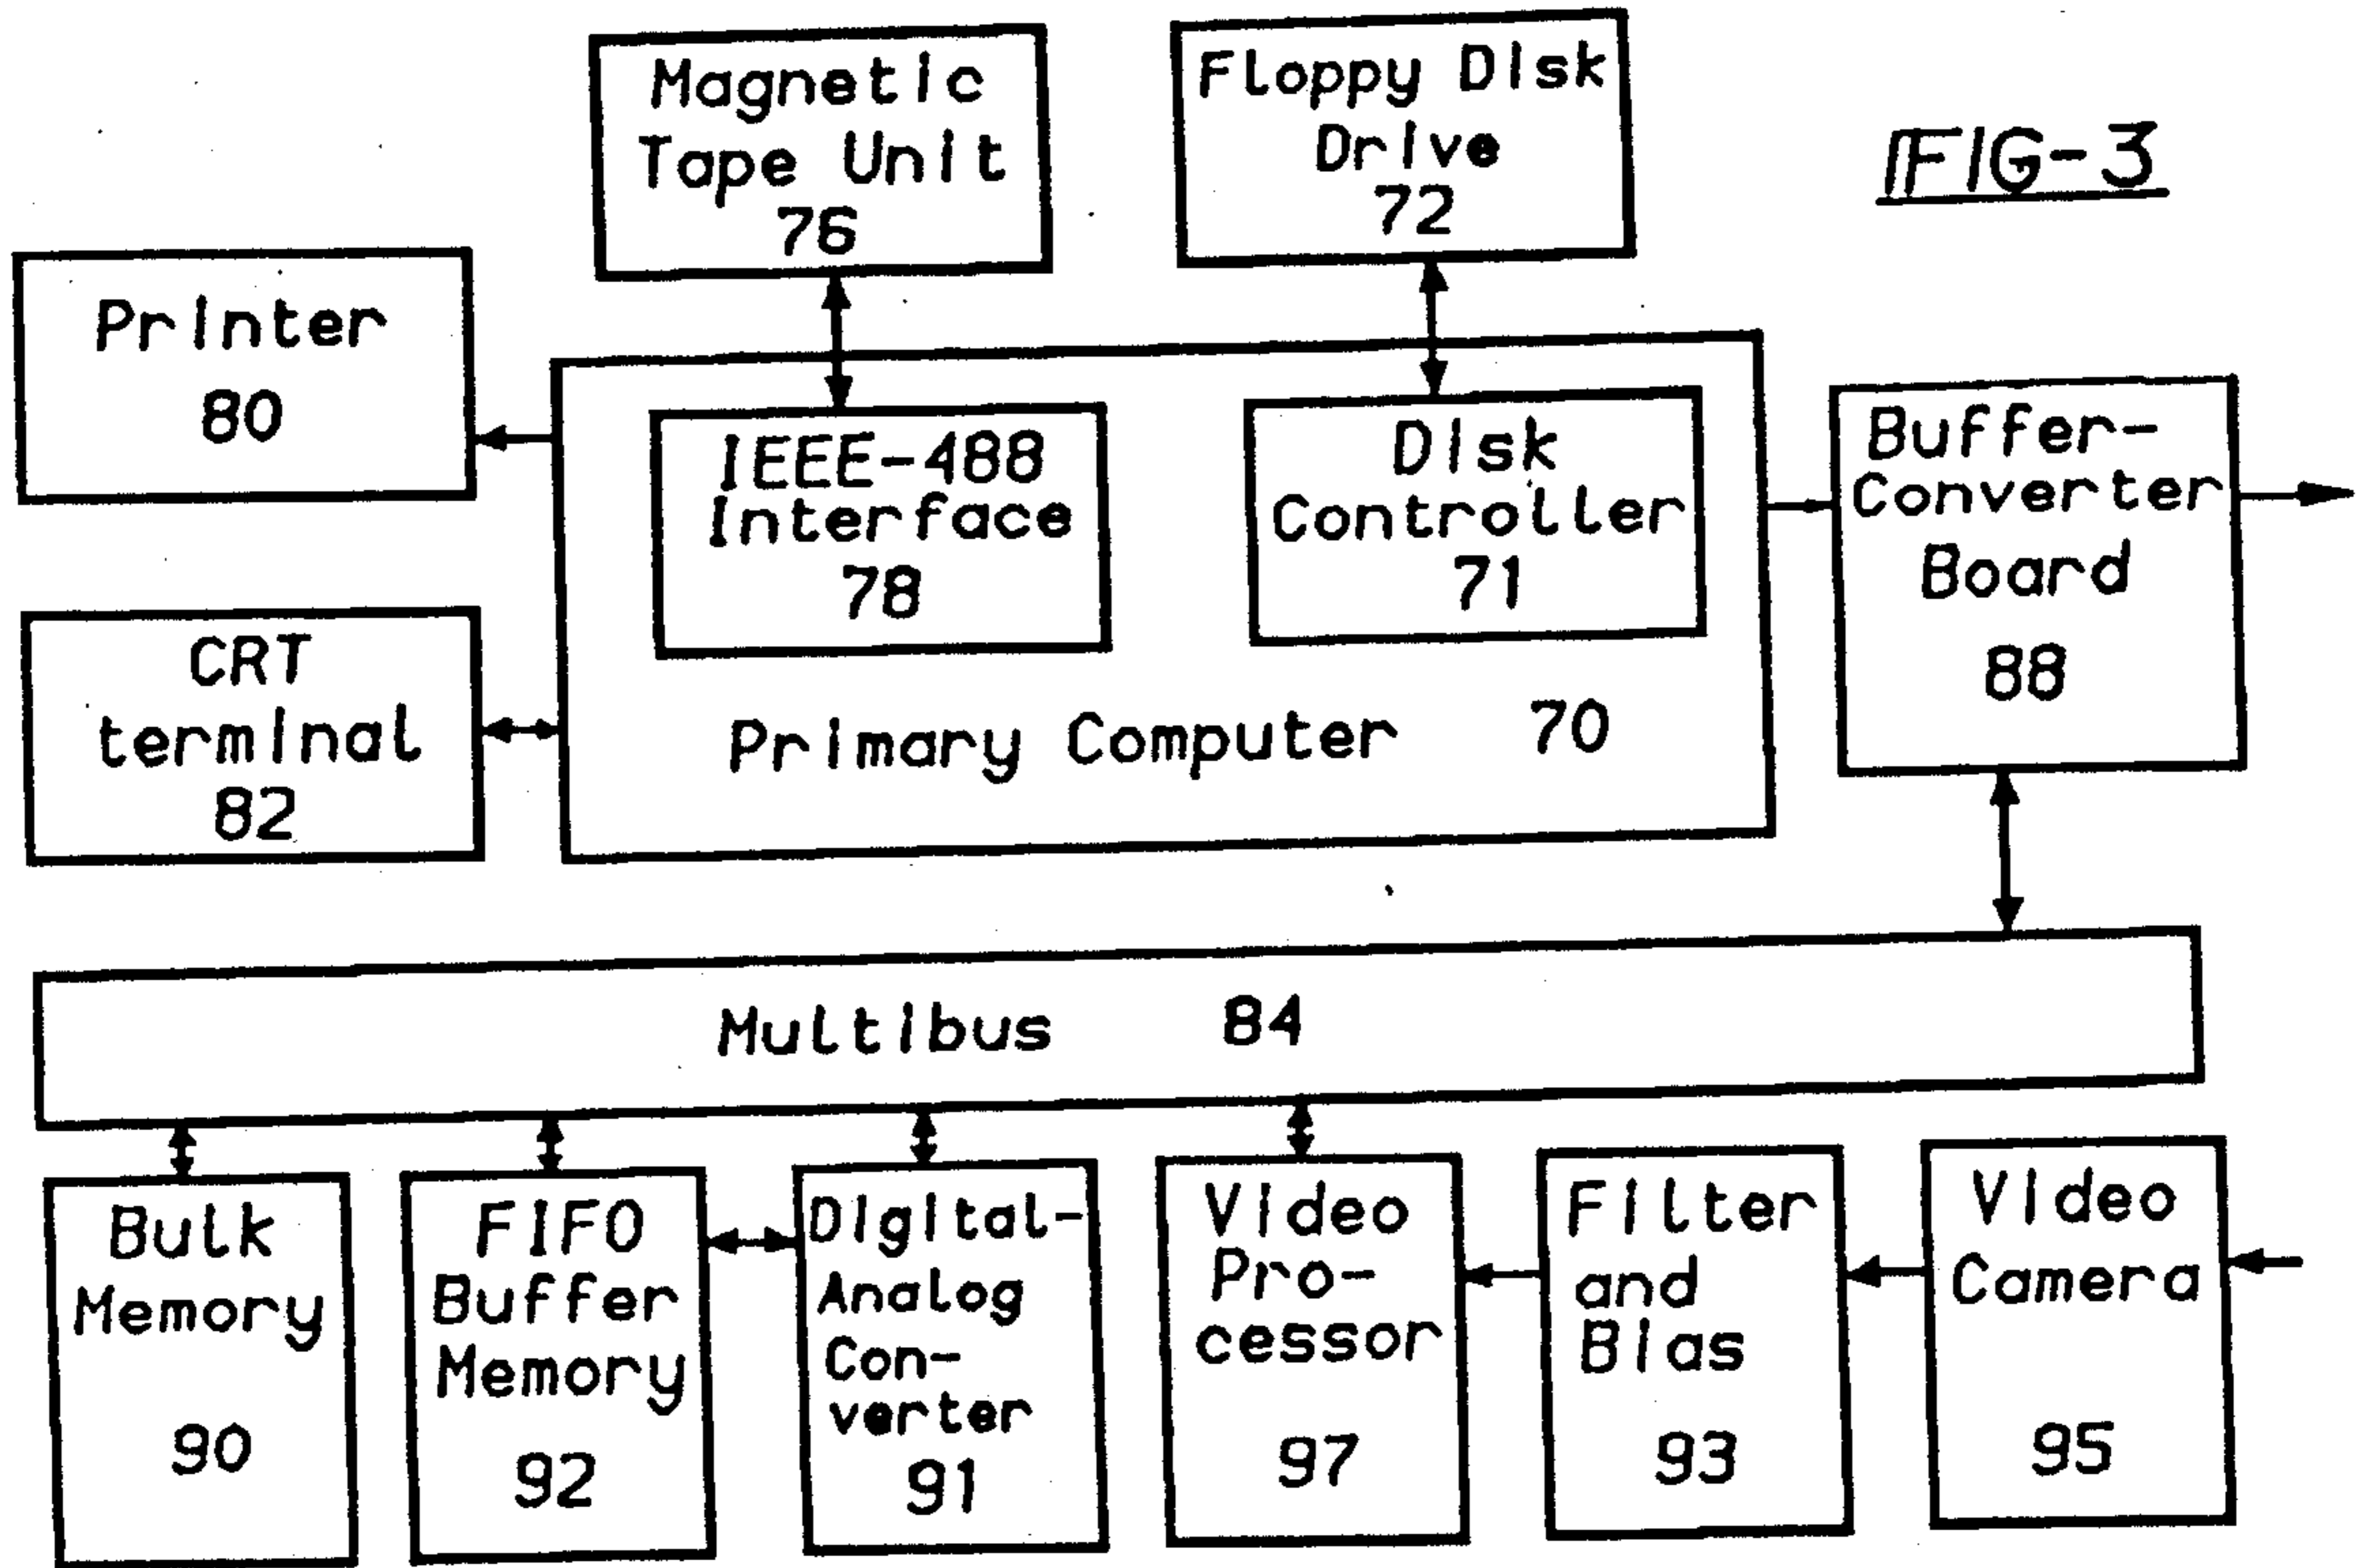 Magnetic
Tape Unit
76
Floppy Disk
Drive
72
FIG-3
Printer
80
IEEE-488
Interface
78
Disk
Controller
71
Buffer-
Converter
Board
88
CRT
terminal
82
Primary Computer 70
Multibus 84
Bulk
Memory
90
FIFO
Buffer
Memory
92
Digital-
Analog
Con-
verter
91
Video
Pro-
cessor
97
Filter
and
Bias
93
Video
Camera
95